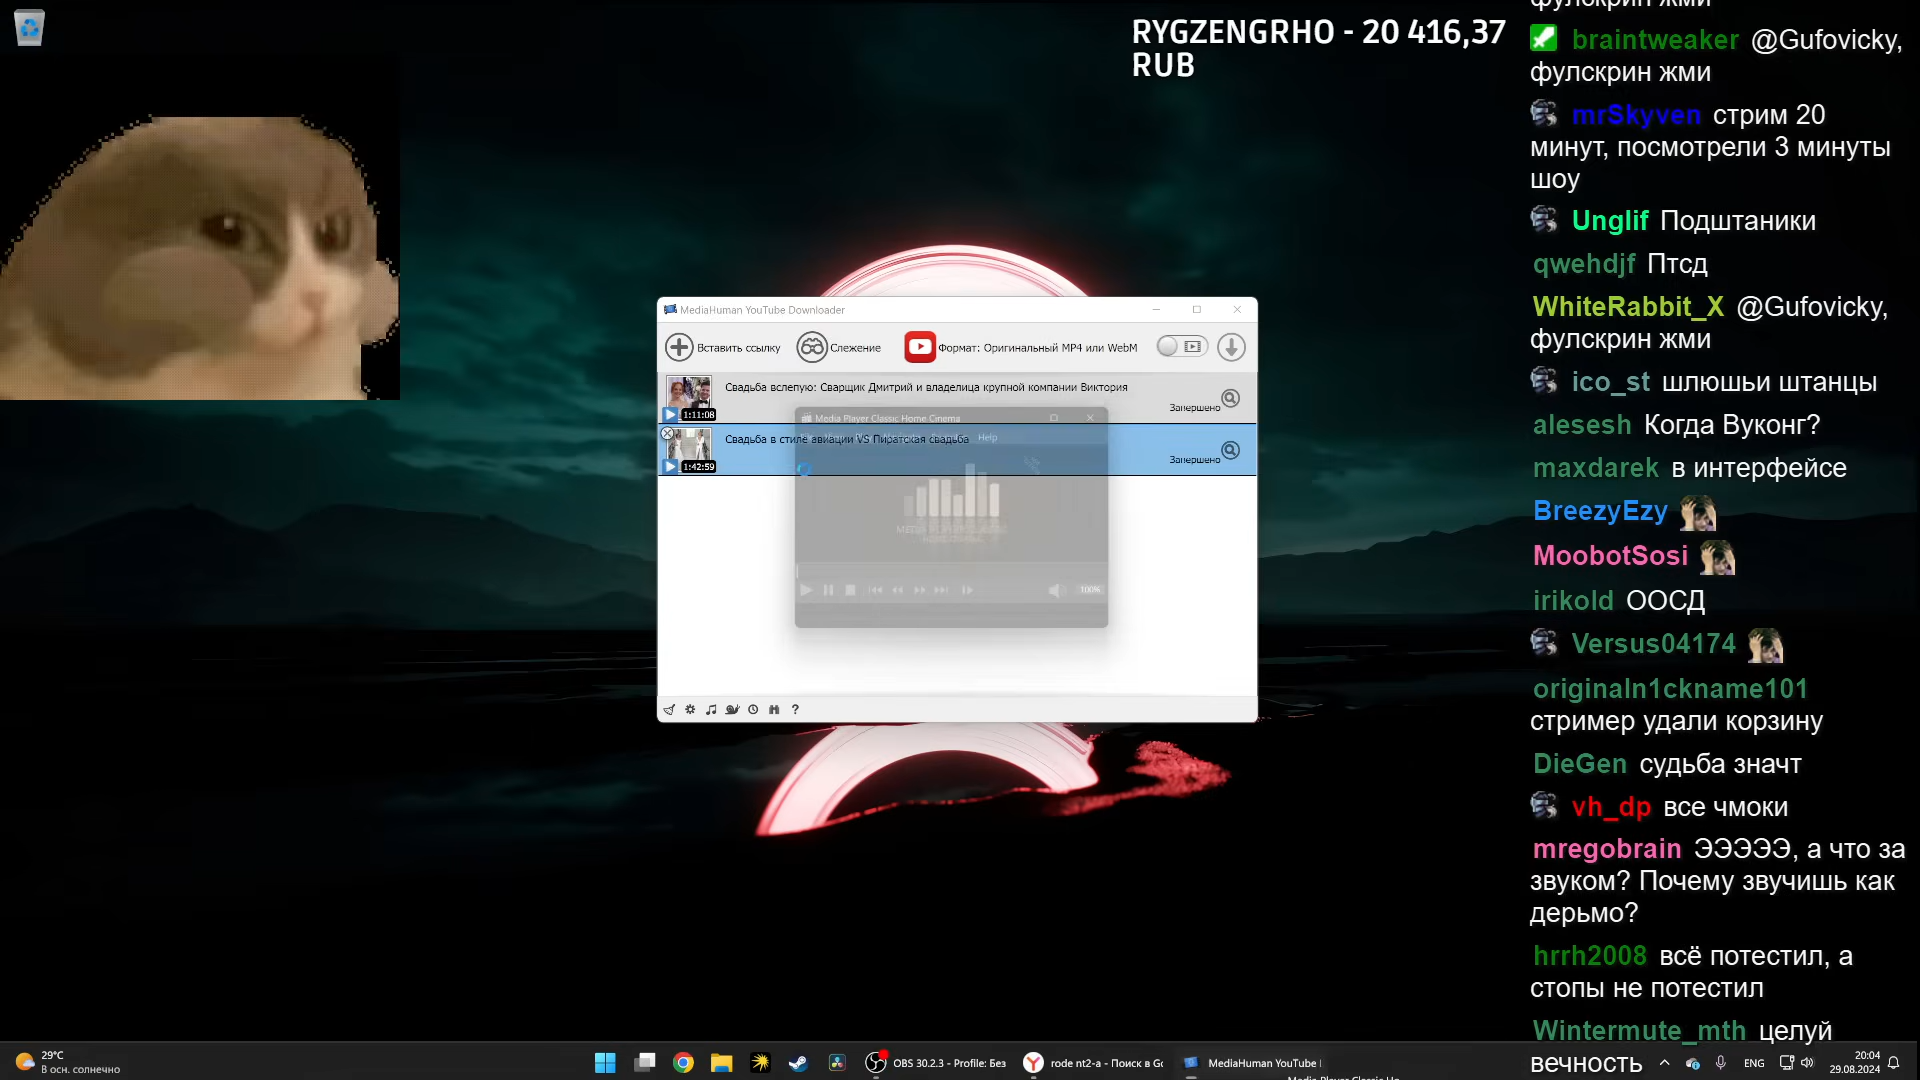 RYGZENGRHO - 20 416,37
RUB
фулскрин жми
braintweaker @Gufovicky,
фулскрин жми
mrSkyven стрим 20
минут, посмотрели 3 минуты
шоу
Unglif Подштаники
qwehdjf Птсд
WhiteRabbit_X @Gufovicky,
фулскрин жми
ico_st шлюшьи штанцы
alesesh Когда Вуконг?
maxdarek в интерфейсе
BreezyEzy
MoobotSosi
irikold ООСД
Versus04174
originaln1ckname101
стример удали корзину
DieGen судьба значт
vh_dp все чмоки
mregobrain ЭЭЭЭЭ, а что за
звуком? Почему звучишь как
дерьмо?
hrrh2008 всё потестил, а
стопы не потестил
Wintermute_mth целуй
вечность
MediaHuman YouTube Downloader
Вставить ссылку
Слежение
Формат: Оригинальный MP4 или WebM
Свадьба вслепую: Сварщик Дмитрий и владелица крупной компании Виктория
1:11:08
Завершено
Media Player Classic Home Cinema
Свадьба в стиле авиации VS Пиратская свадьба
Help
1:42:59
Завершено
100%
29°C
В осн. солнечно
OBS 30.2.3 - Profile: Без
rode nt2-a - Поиск в Go
MediaHuman YouTube
ENG
20:04
29.08.2024